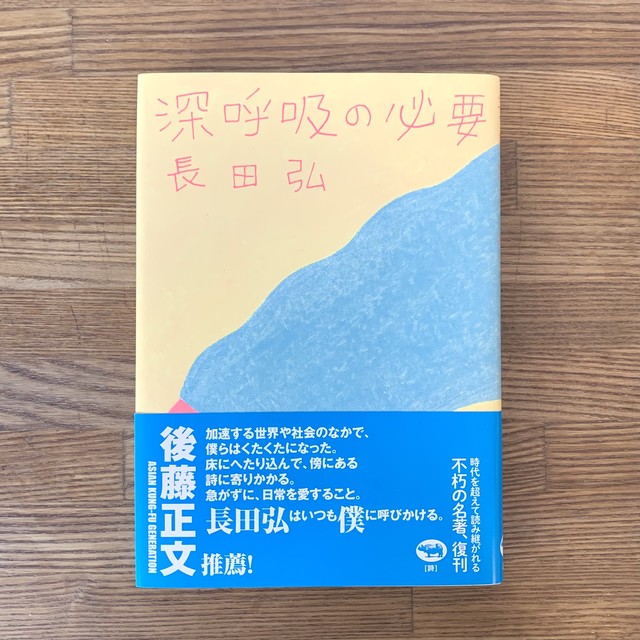 深呼吸の必要
長田弘
後藤正文
ASIAN KUNG-FU GENERATION
加速する世界や社会のなかで、
僕らはくたくたになった。
床にへたり込んで、傍にある
詩に寄りかかる。
急がずに、日常を愛すること。
長田弘はいつも僕に呼びかける。
推薦!
時代を超えて読み継がれる
不朽の名著、復刊
[詩]